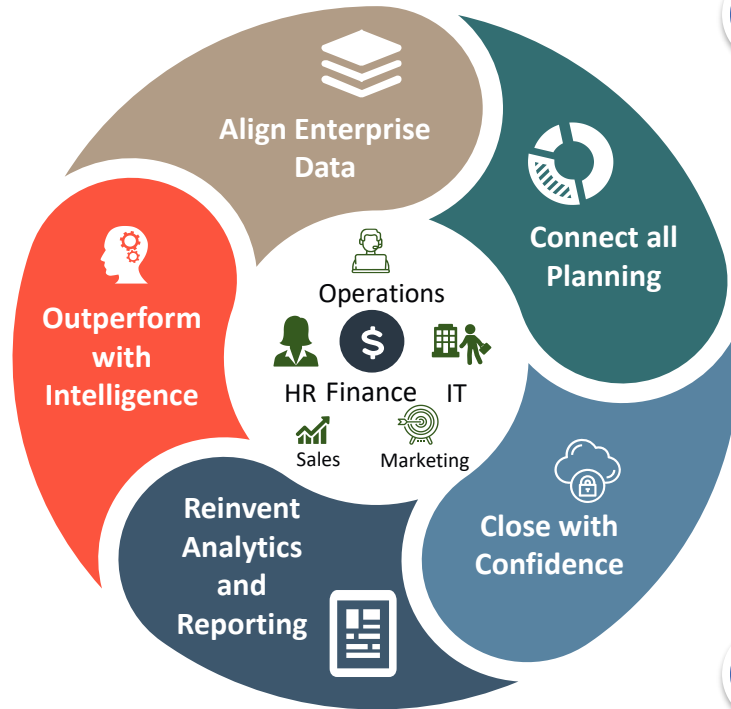 Align Enterprise
Data
Connect all
Planning
Outperform
with
Intelligence
Operations
$
HR Finance IT
Sales Marketing
Close with
Confidence
Reinvent
Analytics
and
Reporting